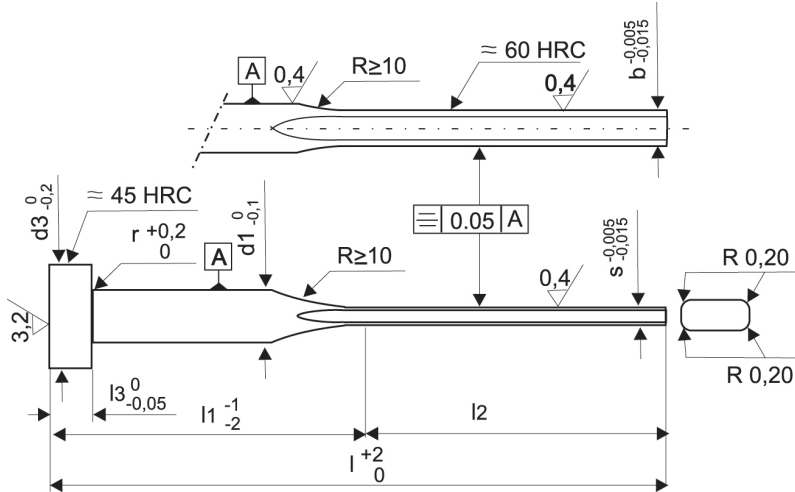 ≈ 60 HRC
b -0,005 -0,015
A
0,4
R≥10
0,4
≈ 45 HRC
d3 0 -0,2
r +0,2 0
A
d1 0 -0,1
R≥10
0.05 A
0,4
s -0,005 -0,015
R 0,20
3,2
R 0,20
l3 0 -0,05
l1 -1 -2
l2
l +2 0